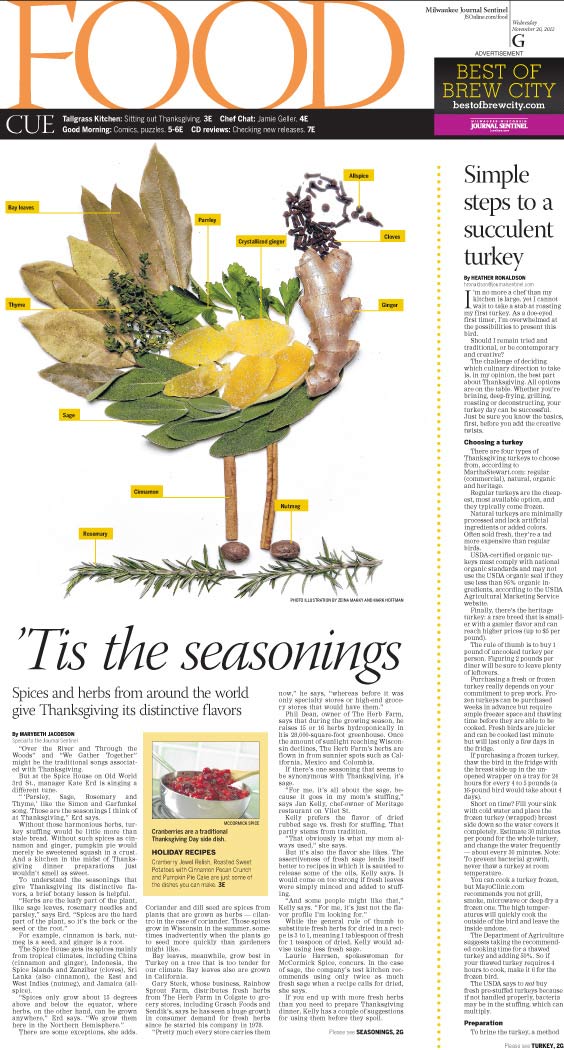 FOOD
Milwaukee Journal Sentinel
JSOnline.com/food
Wednesday
November 20, 2013
G
ADVERTISEMENT
BEST OF
BREW CITY
bestofbrewcity.com
MILWAUKEE • WISCONSIN
JOURNAL SENTINEL
CUE
Tallgrass Kitchen: Sitting out Thanksgiving, 3E Chef Chat: Jamie Geller, 4E
Good Morning: Comics, puzzles. 5-6E CD reviews: Checking new releases. 7E
Bay leaves
Parsley
Crystallized ginger
Allspice
Cloves
Thyme
Ginger
Sage
Cinnamon
Nutmeg
Rosemary
PHOTO ILLUSTRATION BY ZEINA MAKKY AND MARK HOFFMAN
'Tis the seasonings
Spices and herbs from around the world
give Thanksgiving its distinctive flavors
By MARYBETH JACOBSON
Special to the Journal Sentinel
"Over the River and Through the
Woods" and "We Gather Together"
might be the traditional songs associat-
ed with Thanksgiving.
But at the Spice House on Old World
3rd St., manager Kate Erd is singing a
different tune.
"'Parsley, Sage, Rosemary and
Thyme,' like the Simon and Garfunkel
song. Those are the seasonings I think of
at Thanksgiving," Erd says.
Without those harmonious herbs, tur-
key stuffing would be little more than
stale bread. Without such spices as cin-
namon and ginger, pumpkin pie would
merely be sweetened squash in a crust.
And a kitchen in the midst of Thanks-
giving dinner preparations just
wouldn't smell as sweet.
To understand the seasonings that
give Thanksgiving its distinctive fla-
vors, a brief botany lesson is helpful.
"Herbs are the leafy part of the plant,
like sage leaves, rosemary needles and
parsley," says Erd. "Spices are the hard
part of the plant, so it's the bark or the
seed or the root."
For example, cinnamon is bark, nut-
meg is a seed, and ginger is a root.
The Spice House gets its spices mainly
from tropical climates, including China
(cinnamon and ginger), Indonesia, the
Spice Islands and Zanzibar (cloves), Sri
Lanka (also cinnamon), the East and
West Indies (nutmeg), and Jamaica (all-
spice).
"Spices only grow about 15 degrees
above and below the equator, where
herbs, on the other hand, can be grown
anywhere," Erd says. "We grow them
here in the Northern Hemisphere."
There are some exceptions, she adds.
MCCORMICK SPICE
Cranberries are a traditional
Thanksgiving Day side dish.
HOLIDAY RECIPES
Cranberry Jewel Relish, Roasted Sweet
Potatoes with Cinnamon Pecan Crunch
and Pumpkin Pie Cake are just some of
the dishes you can make. 3E
Coriander and dill seed are spices from
plants that are grown as herbs — cilan-
tro in the case of coriander. Those spices
grow in Wisconsin in the summer, some-
times inadvertently when the plants go
to seed more quickly than gardeners
might like.
Bay leaves, meanwhile, grow best in
Turkey on a tree that is too tender for
our climate. Bay leaves also are grown
in California.
Gary Steck, whose business, Rainbow
Sprout Farm, distributes fresh herbs
from The Herb Farm in Colgate to gro-
cery stores, including Grasch Foods and
Sendik's, says he has seen a huge growth
in consumer demand for fresh herbs
since he started his company in 1978.
"Pretty much every store carries them
now," he says, "whereas before it was
only specialty stores or high-end groce-
ry stores that would have them."
Phil Dean, owner of The Herb Farm,
says that during the growing season, he
raises 15 or 16 herbs hydroponically in
his 28,000-square-foot greenhouse. Once
the amount of sunlight reaching Wiscon-
sin declines, The Herb Farm's herbs are
flown in from sunnier spots such as Cal-
ifornia, Mexico and Colombia.
If there's one seasoning that seems to
be synonymous with Thanksgiving, it's
sage.
"For me, it's all about the sage, be-
cause it goes in my mom's stuffing,"
says Jan Kelly, chef-owner of Meritage
restaurant on Vliet St.
Kelly prefers the flavor of dried
rubbed sage vs. fresh for stuffing. That
partly stems from tradition.
"That obviously is what my mom al-
ways used," she says.
But it's also the flavor she likes. The
assertiveness of fresh sage lends itself
better to recipes in which it is sautéed to
release some of the oils, Kelly says. It
would come on too strong if fresh leaves
were simply minced and added to stuff-
ing.
"And some people might like that,"
Kelly says. "For me, it's just not the fla-
vor profile I'm looking for."
While the general rule of thumb to
substitute fresh herbs for dried in a rec-
ipe is 3 to 1, meaning 1 tablespoon of fresh
for 1 teaspoon of dried, Kelly would ad-
vise using less fresh sage.
Laurie Harrsen, spokeswoman for
McCormick Spice, concurs. In the case
of sage, the company's test kitchen rec-
ommends using only twice as much
fresh sage when a recipe calls for dried,
she says.
If you end up with more fresh herbs
than you need to prepare Thanksgiving
dinner, Kelly has a couple of suggestions
for using them before they spoil.
Please see SEASONINGS, 2G
Simple
steps to a
succulent
turkey
By HEATHER RONALDSON
hronaldson@journalsentinel.com
I'm no more a chef than my
kitchen is large, yet I cannot
wait to take a stab at roasting
my first turkey. As a doe-eyed
first timer, I'm overwhelmed at
the possibilities to present this
bird.
Should I remain tried and
traditional, or be contemporary
and creative?
The challenge of deciding
which culinary direction to take
is, in my opinion, the best part
about Thanksgiving. All options
are on the table. Whether you're
brining, deep-frying, grilling,
roasting or deconstructing, your
turkey day can be successful.
Just be sure you know the basics,
first, before you add the creative
twists.
Choosing a turkey
There are four types of
Thanksgiving turkeys to choose
from, according to
MarthaStewart.com: regular
(commercial), natural, organic
and heritage.
Regular turkeys are the cheap-
est, most available option, and
they typically come frozen.
Natural turkeys are minimally
processed and lack artificial
ingredients or added colors.
Often sold fresh, they're a tad
more expensive than regular
birds.
USDA-certified organic tur-
keys must comply with national
organic standards and may not
use the USDA organic seal if they
use less than 95% organic in-
gredients, according to the USDA
Agricultural Marketing Service
website.
Finally, there's the heritage
turkey: a rare breed that is small-
er with a gamier flavor and can
reach higher prices (up to $5 per
pound).
The rule of thumb is to buy 1
pound of uncooked turkey per
person. Figuring 2 pounds per
diner will be sure to leave plenty
of leftovers.
Purchasing a fresh or frozen
turkey really depends on your
commitment to prep work. Fro-
zen turkeys can be purchased
weeks in advance but require
ample freezer space and thawing
time before they are able to be
cooked. Fresh birds are juicier
and can be cooked last minute
but will last only a few days in
the fridge.
If purchasing a frozen turkey,
thaw the bird in the fridge with
the breast side up in the un-
opened wrapper on a tray for 24
hours for every 4 to 5 pounds (a
16-pound bird would take about 4
days).
Short on time? Fill your sink
with cold water and place the
frozen turkey (wrapped) breast
side down so the water covers it
completely. Estimate 30 minutes
per pound for the whole turkey,
and change the water frequently
— about every 30 minutes. Note:
To prevent bacterial growth,
never thaw a turkey at room
temperature.
You can cook a turkey frozen,
but MayoClinic.com
recommends you not grill,
smoke, microwave or deep-fry a
frozen one. The high temper-
atures will quickly cook the
outside of the bird and leave the
inside undone.
The Department of Agriculture
suggests taking the recommend-
ed cooking time for a thawed
turkey and adding 50%. So if
your thawed turkey requires 4
hours to cook, make it 6 for the
frozen bird.
The USDA says to not buy
fresh pre-stuffed turkeys because
if not handled properly, bacteria
may be in the stuffing, which can
multiply.
Preparation
To brine the turkey, a method
Please see TURKEY, 2G